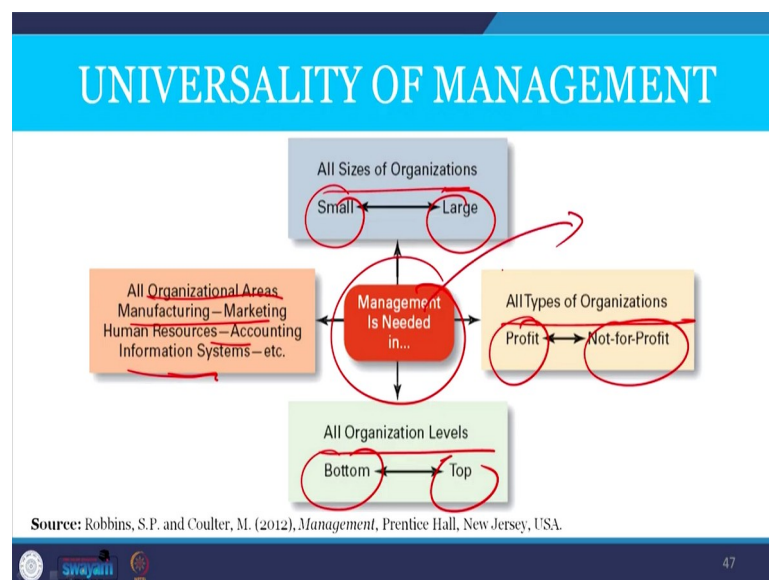 UNIVERSALITY OF MANAGEMENT
All Sizes of Organizations
Small Large
All Organizational Areas
Manufacturing—Marketing
Human Resources—Accounting
Information Systems—etc.
Management
Is Needed
in...
All Types of Organizations
Profit Not-for-Profit
All Organization Levels
Bottom Top
Source: Robbins, S.P. and Coulter, M. (2012), Management, Prentice Hall, New Jersey, USA.
swayam
47